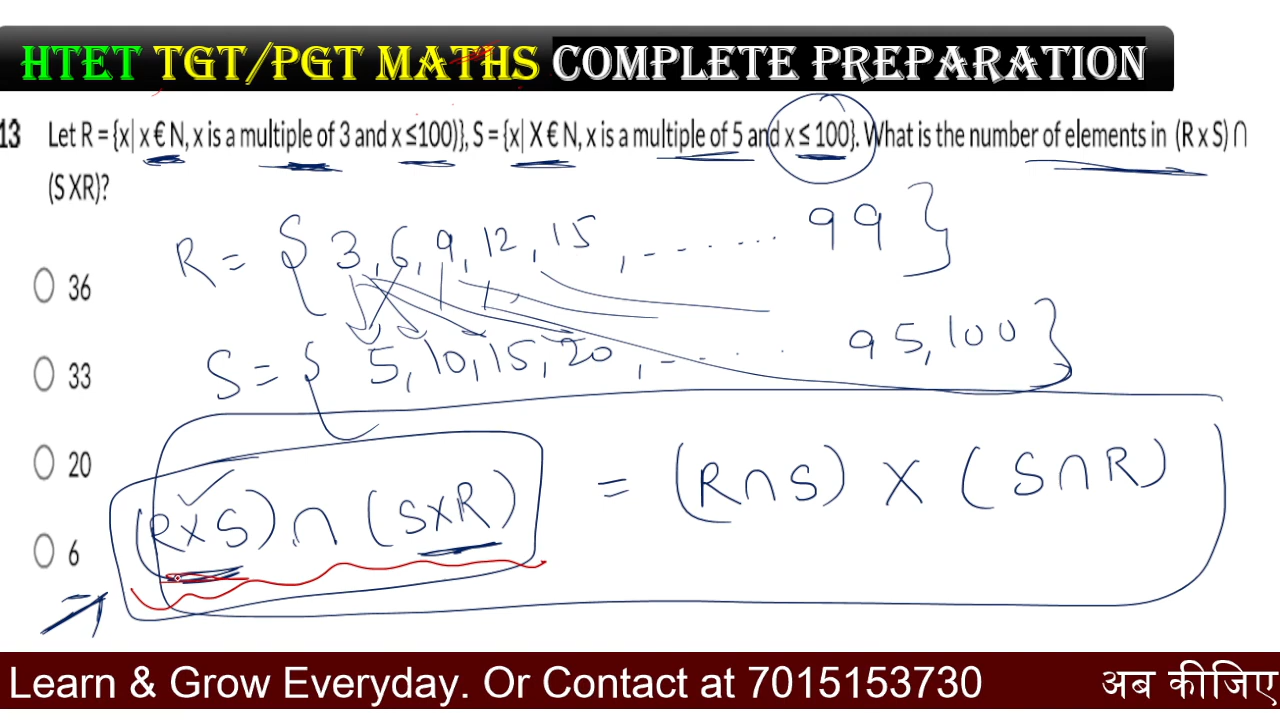 HTET TGT/PGT MATHS COMPLETE PREPARATION
13 Let R = {x| x € N, x is a multiple of 3 and x ≤100)}, S = {x| X € N, x is a multiple of 5 and x ≤ 100}. What is the number of elements in (R x S) ∩
(S XR)?
R = { 3, 6, 9, 12, 15, ------- 99 }
36
S = { 5, 10, 15, 20, ------ 95, 100 }
33
20
(R×S) ∩ (S×R) = (R∩S) × (S∩R)
6
Learn & Grow Everyday. Or Contact at 7015153730 अब कीजिए